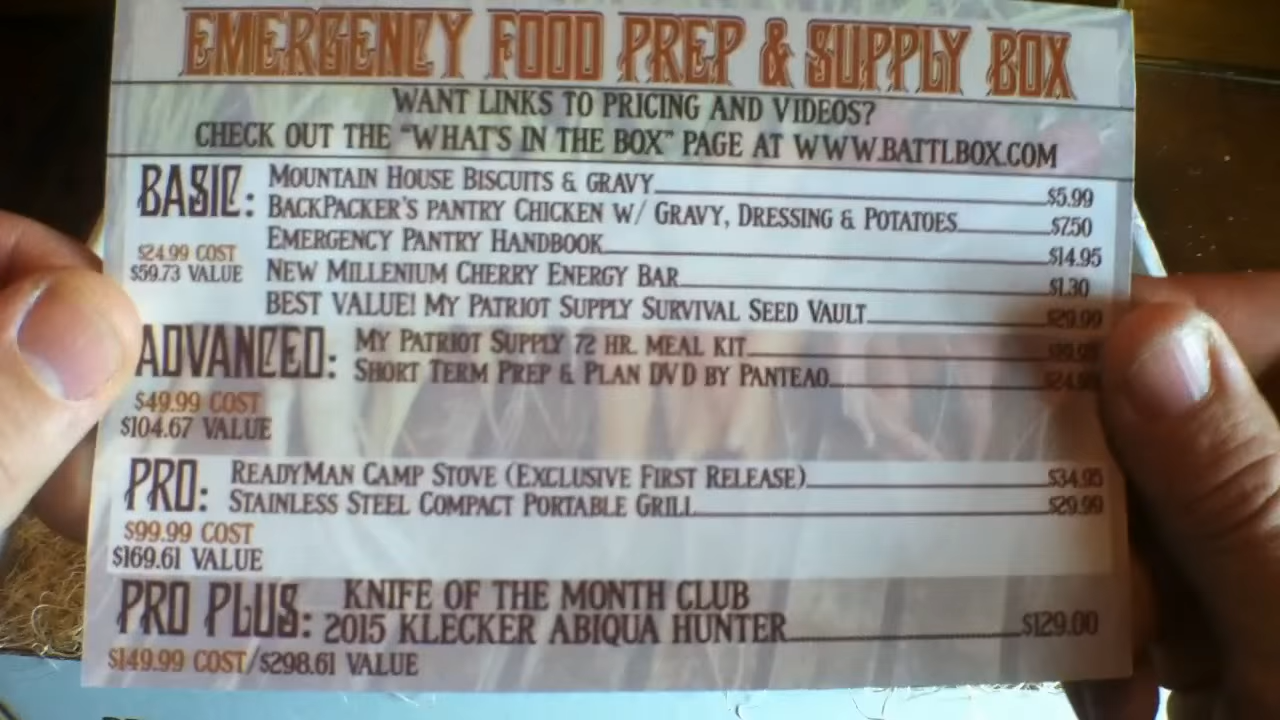 EMERGENCY FOOD PREP & SUPPLY BOX
WANT LINKS TO PRICING AND VIDEOS?
CHECK OUT THE "WHAT'S IN THE BOX" PAGE AT WWW.BATTLBOX.COM
BASIC:
$24.99 COST
$59.73 VALUE
MOUNTAIN HOUSE BISCUITS & GRAVY $5.99
BACKPACKER'S PANTRY CHICKEN W/ GRAVY, DRESSING & POTATOES $7.50
EMERGENCY PANTRY HANDBOOK $14.95
NEW MILLENIUM CHERRY ENERGY BAR $1.30
BEST VALUE! MY PATRIOT SUPPLY SURVIVAL SEED VAULT $29.99
ADVANCED:
$49.99 COST
$104.67 VALUE
MY PATRIOT SUPPLY 72 HR. MEAL KIT
SHORT TERM PREP & PLAN DVD BY PANTEAO
PRO:
$99.99 COST
$169.61 VALUE
READYMAN CAMP STOVE (EXCLUSIVE FIRST RELEASE) $34.95
STAINLESS STEEL COMPACT PORTABLE GRILL $29.99
PRO PLUS:
KNIFE OF THE MONTH CLUB
2015 KLECKER ABIQUA HUNTER $129.00
$149.99 COST/$298.61 VALUE